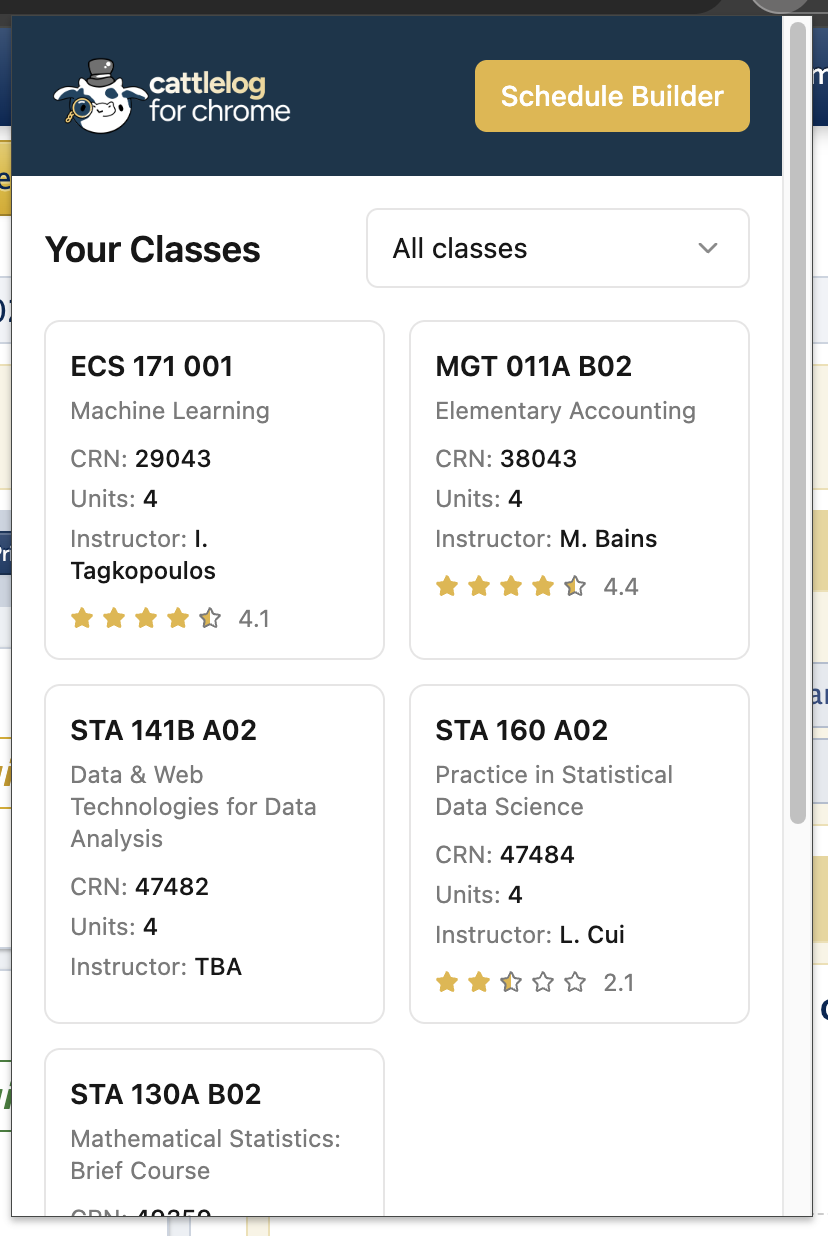 cattlelog
for chrome
Schedule Builder
Your Classes
All classes
ECS 171 001
Machine Learning
CRN: 29043
Units: 4
Instructor: I.
Tagkopoulos
4.1
MGT 011A B02
Elementary Accounting
CRN: 38043
Units: 4
Instructor: M. Bains
4.4
STA 141B A02
Data & Web
Technologies for Data
Analysis
CRN: 47482
Units: 4
Instructor: TBA
STA 160 A02
Practice in Statistical
Data Science
CRN: 47484
Units: 4
Instructor: L. Cui
2.1
STA 130A B02
Mathematical Statistics:
Brief Course
CRN: